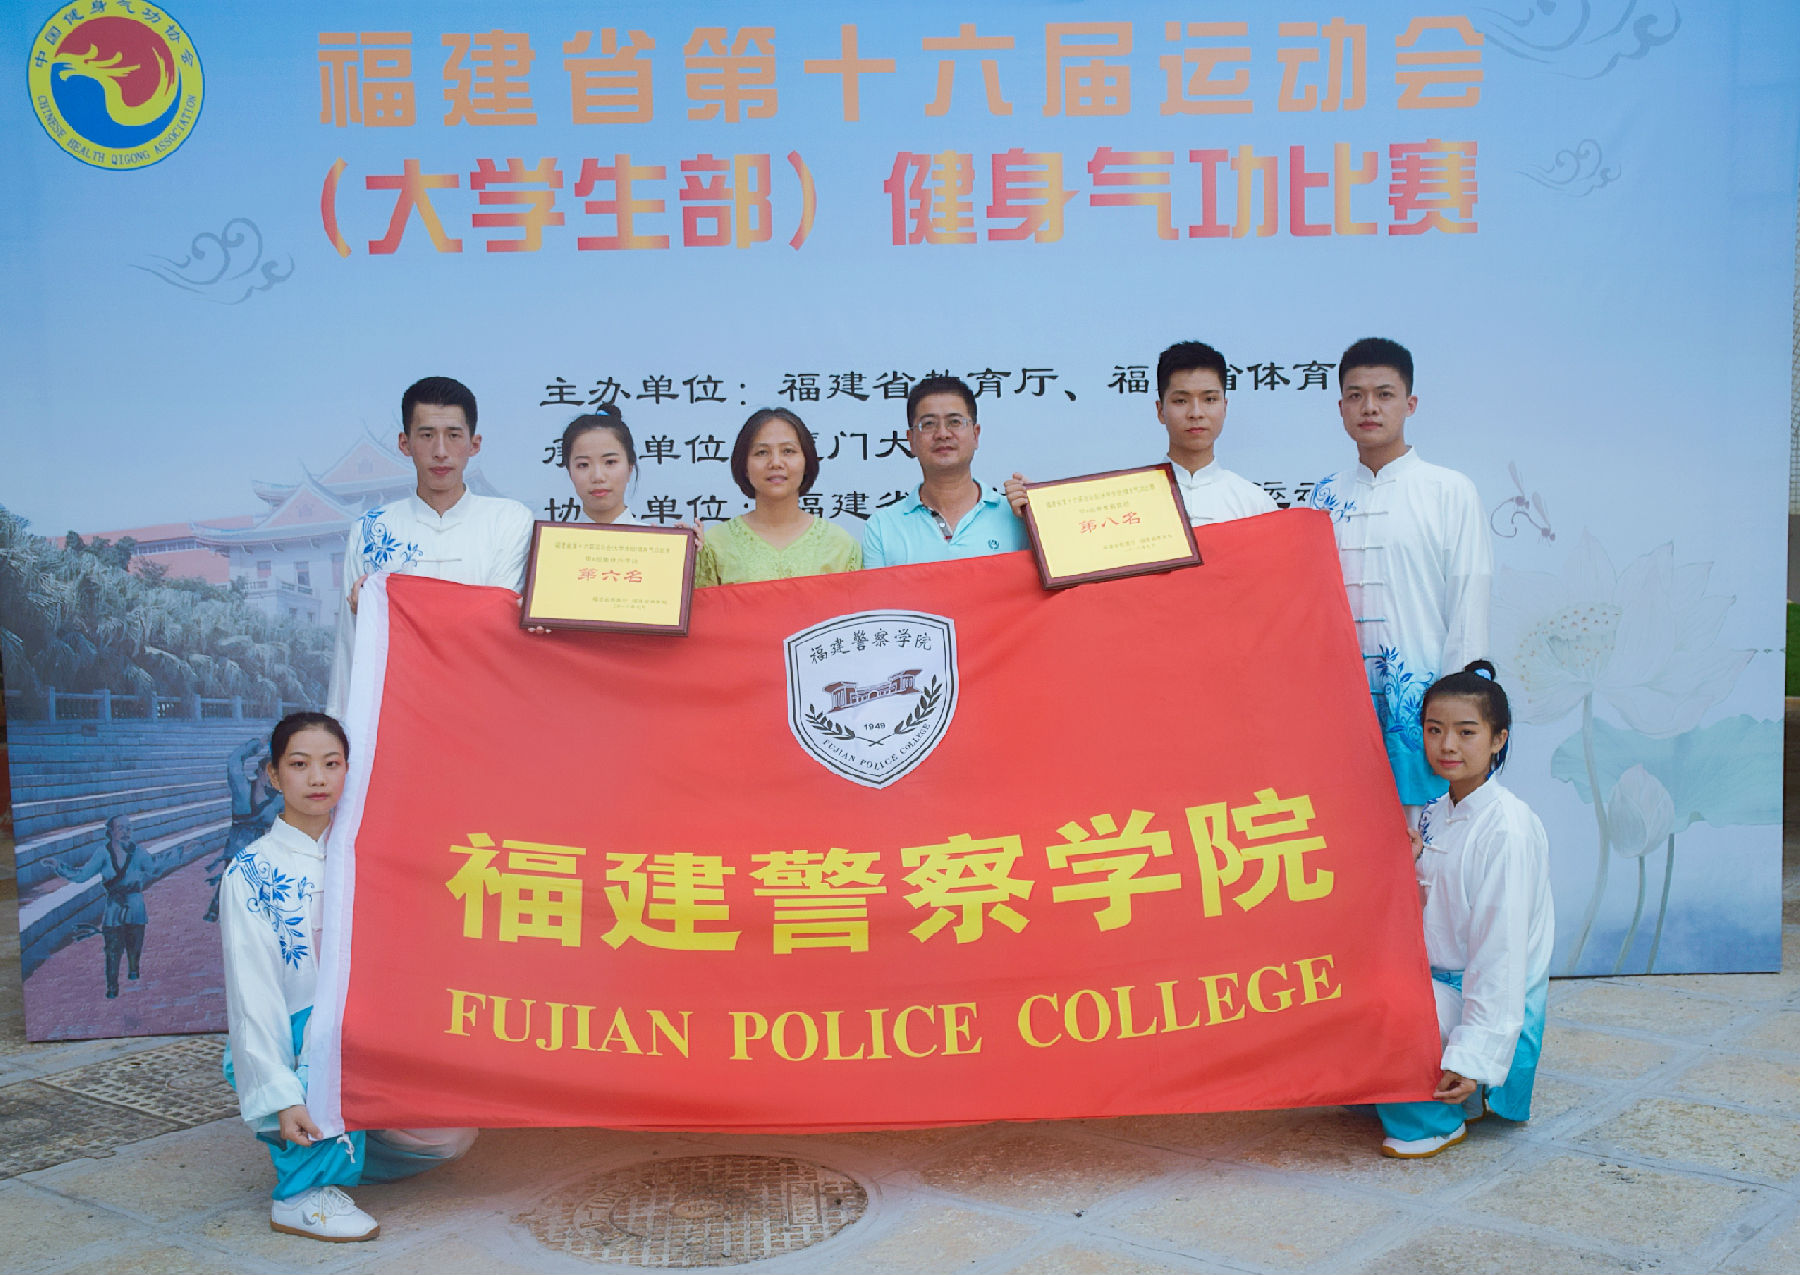 中国健身气功协会
CHINESE HEALTH QIGONG ASSOCIATION
福建省第十六届运动会
（大学生部）健身气功比赛
主办单位：福建省教育厅、福 省体育
单位 门大
协 单位：福建省 运动
第六名
第八名
福建警察学院
1949
FUJIAN POLICE COLLEGE
福建警察学院
FUJIAN POLICE COLLEGE